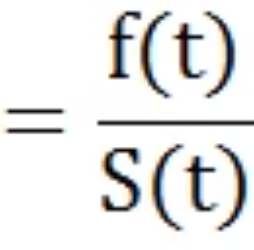 = f(t)
S(t)